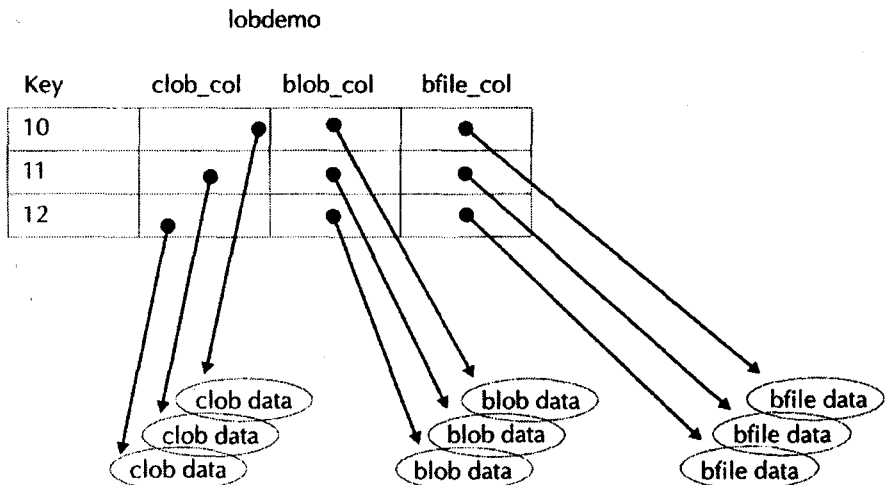 lobdemo
Key clob_col blob_col bfile_col
10
11
12
clob data blob data bfile data
clob data blob data bfile data
clob data blob data bfile data